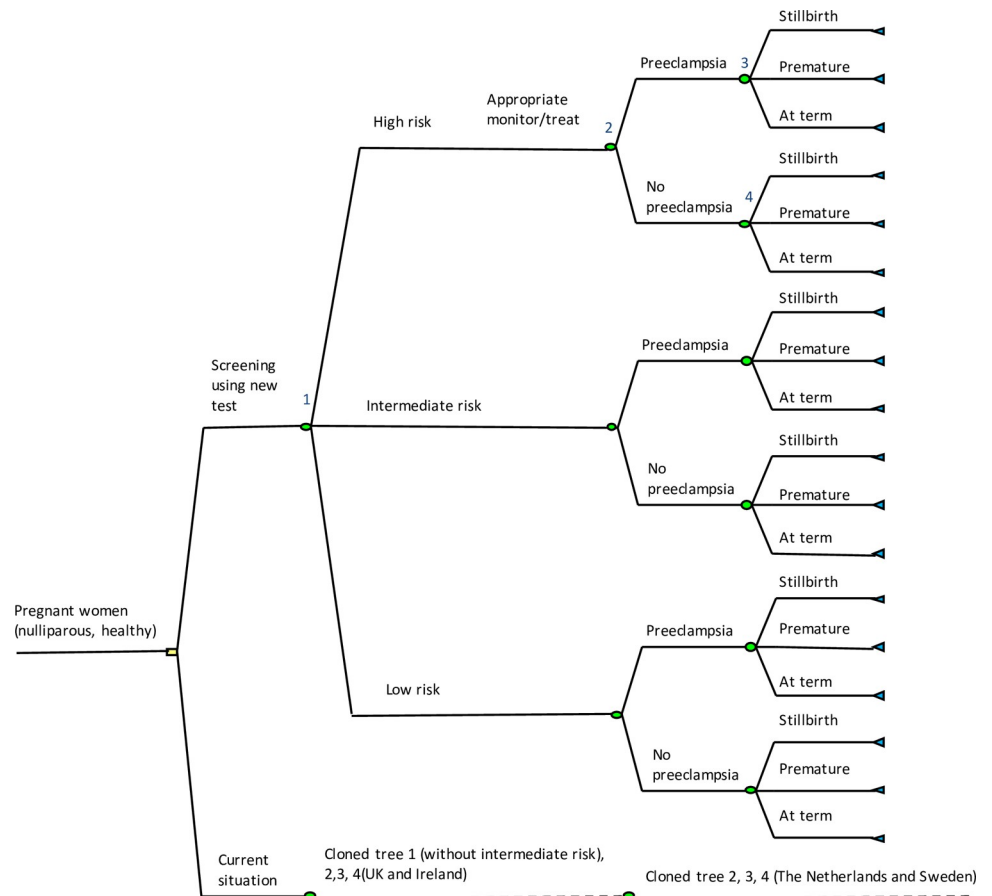 Stillbirth
Preeclampsia
3
Premature
At term
High risk
Appropriate
monitor/treat
2
No
preeclampsia
4
Stillbirth
Premature
At term
Screening
using new
test
1
Intermediate risk
Preeclampsia
Stillbirth
Premature
At term
No
preeclampsia
Stillbirth
Premature
At term
Pregnant women
(nulliparous, healthy)
Low risk
Preeclampsia
Stillbirth
Premature
At term
No
preeclampsia
Stillbirth
Premature
At term
Current
situation
Cloned tree 1 (without intermediate risk),
2,3, 4(UK and Ireland)
Cloned tree 2, 3, 4 (The Netherlands and Sweden)